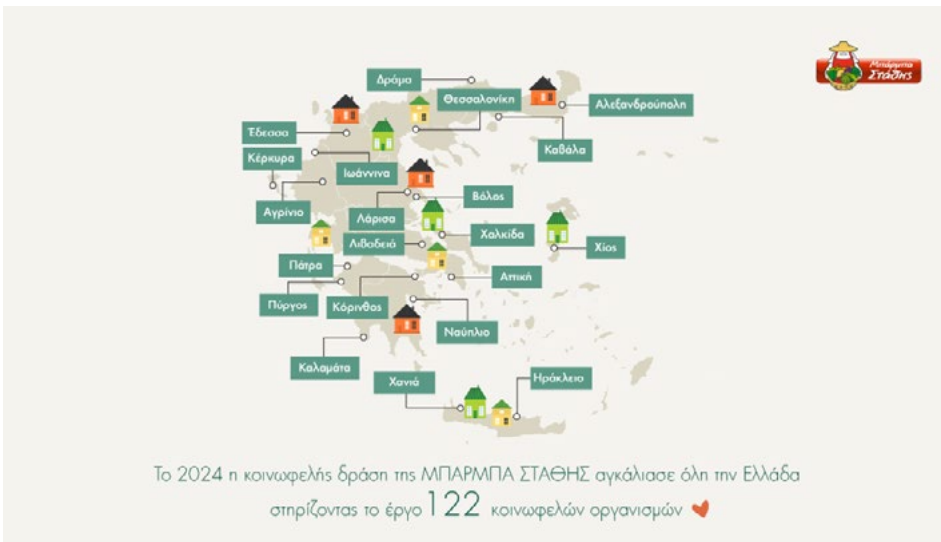 Μπάρμπα
Στάθης
Δράμα
Θεσσαλονίκη
Αλεξανδρούπολη
Έδεσσα
Καβάλα
Κέρκυρα
Ιωάννινα
Βόλος
Αγρίνιο
Λάρισα
Χαλκίδα
Λιβαδειά
Χίος
Πάτρα
Αττική
Πύργος
Κόρινθος
Ναύπλιο
Καλαμάτα
Χανιά
Ηράκλειο
Το 2024 η κοινωφελής δράση της ΜΠΑΡΜΠΑ ΣΤΑΘΗΣ αγκάλιασε όλη την Ελλάδα
στηρίζοντας το έργο 122 κοινωφελών οργανισμών